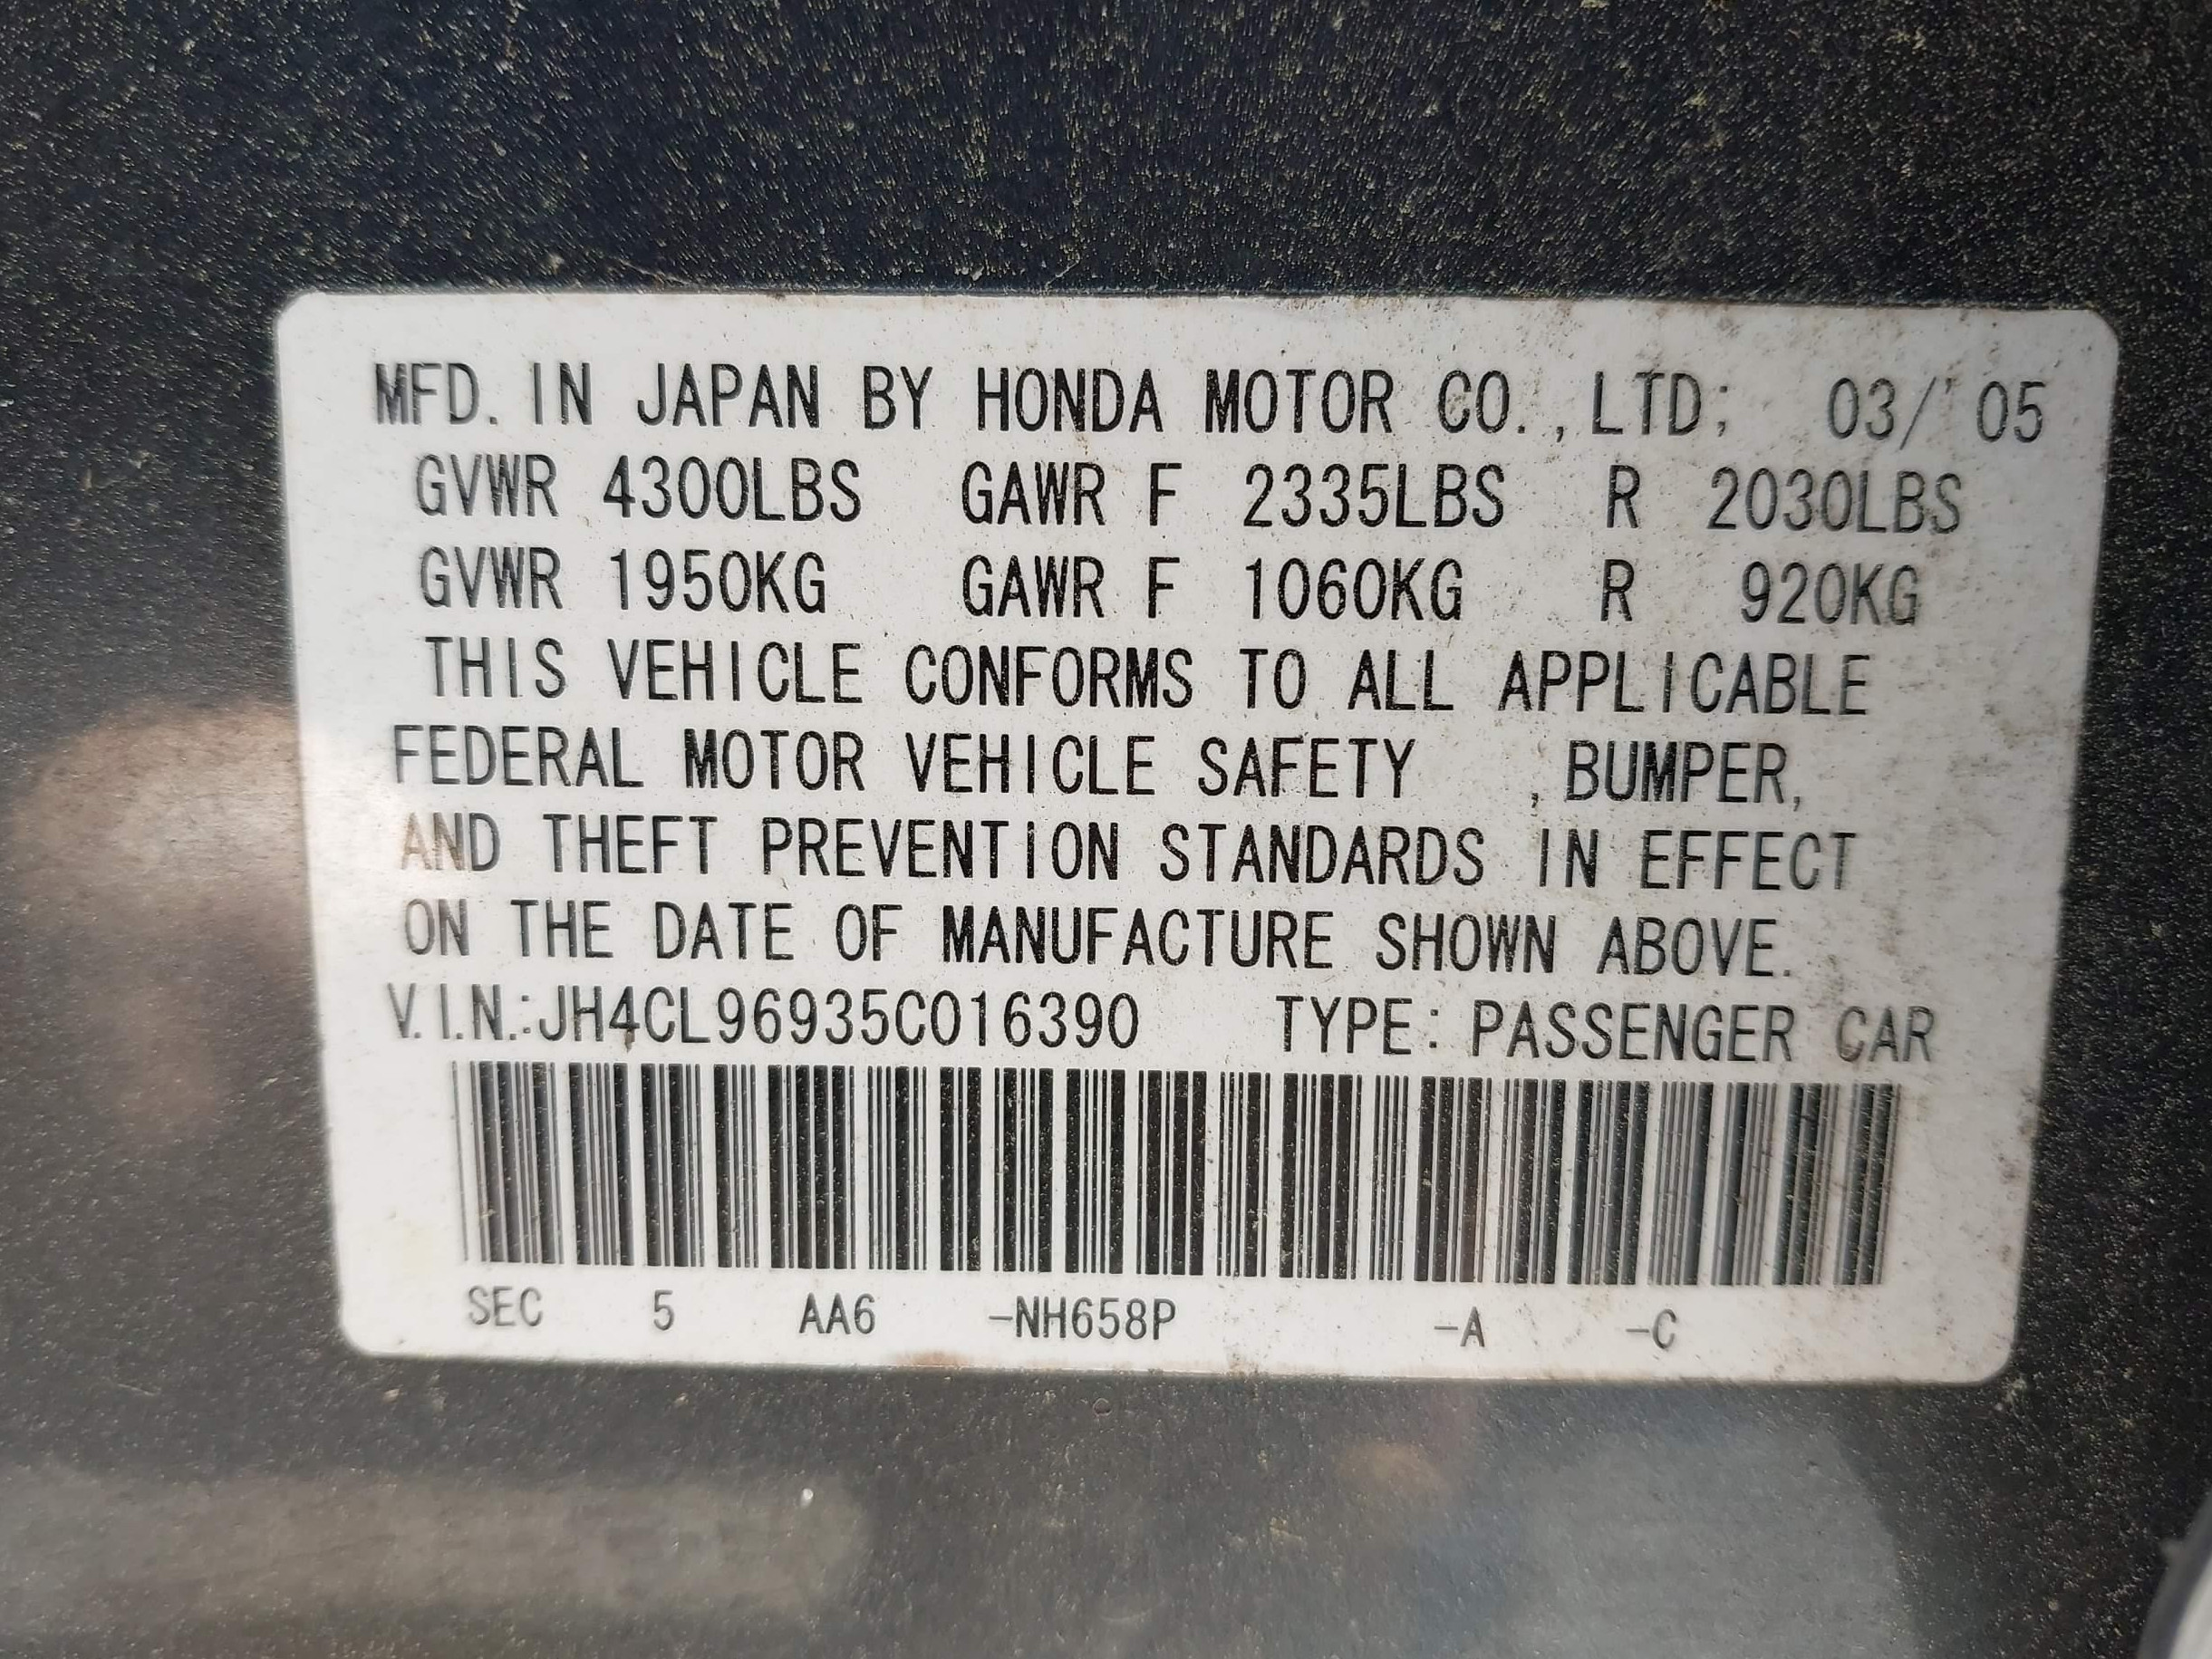 MFD. IN JAPAN BY HONDA MOTOR CO., LTD; 03/'05
GVWR 4300LBS GAWR F 2335LBS R 2030LBS
GVWR 1950KG GAWR F 1060KG R 920KG
THIS VEHICLE CONFORMS TO ALL APPLICABLE
FEDERAL MOTOR VEHICLE SAFETY , BUMPER,
AND THEFT PREVENTION STANDARDS IN EFFECT
ON THE DATE OF MANUFACTURE SHOWN ABOVE.
V.I.N.:JH4CL96935C016390 TYPE: PASSENGER CAR
SEC 5 AA6 -NH658P -A -C